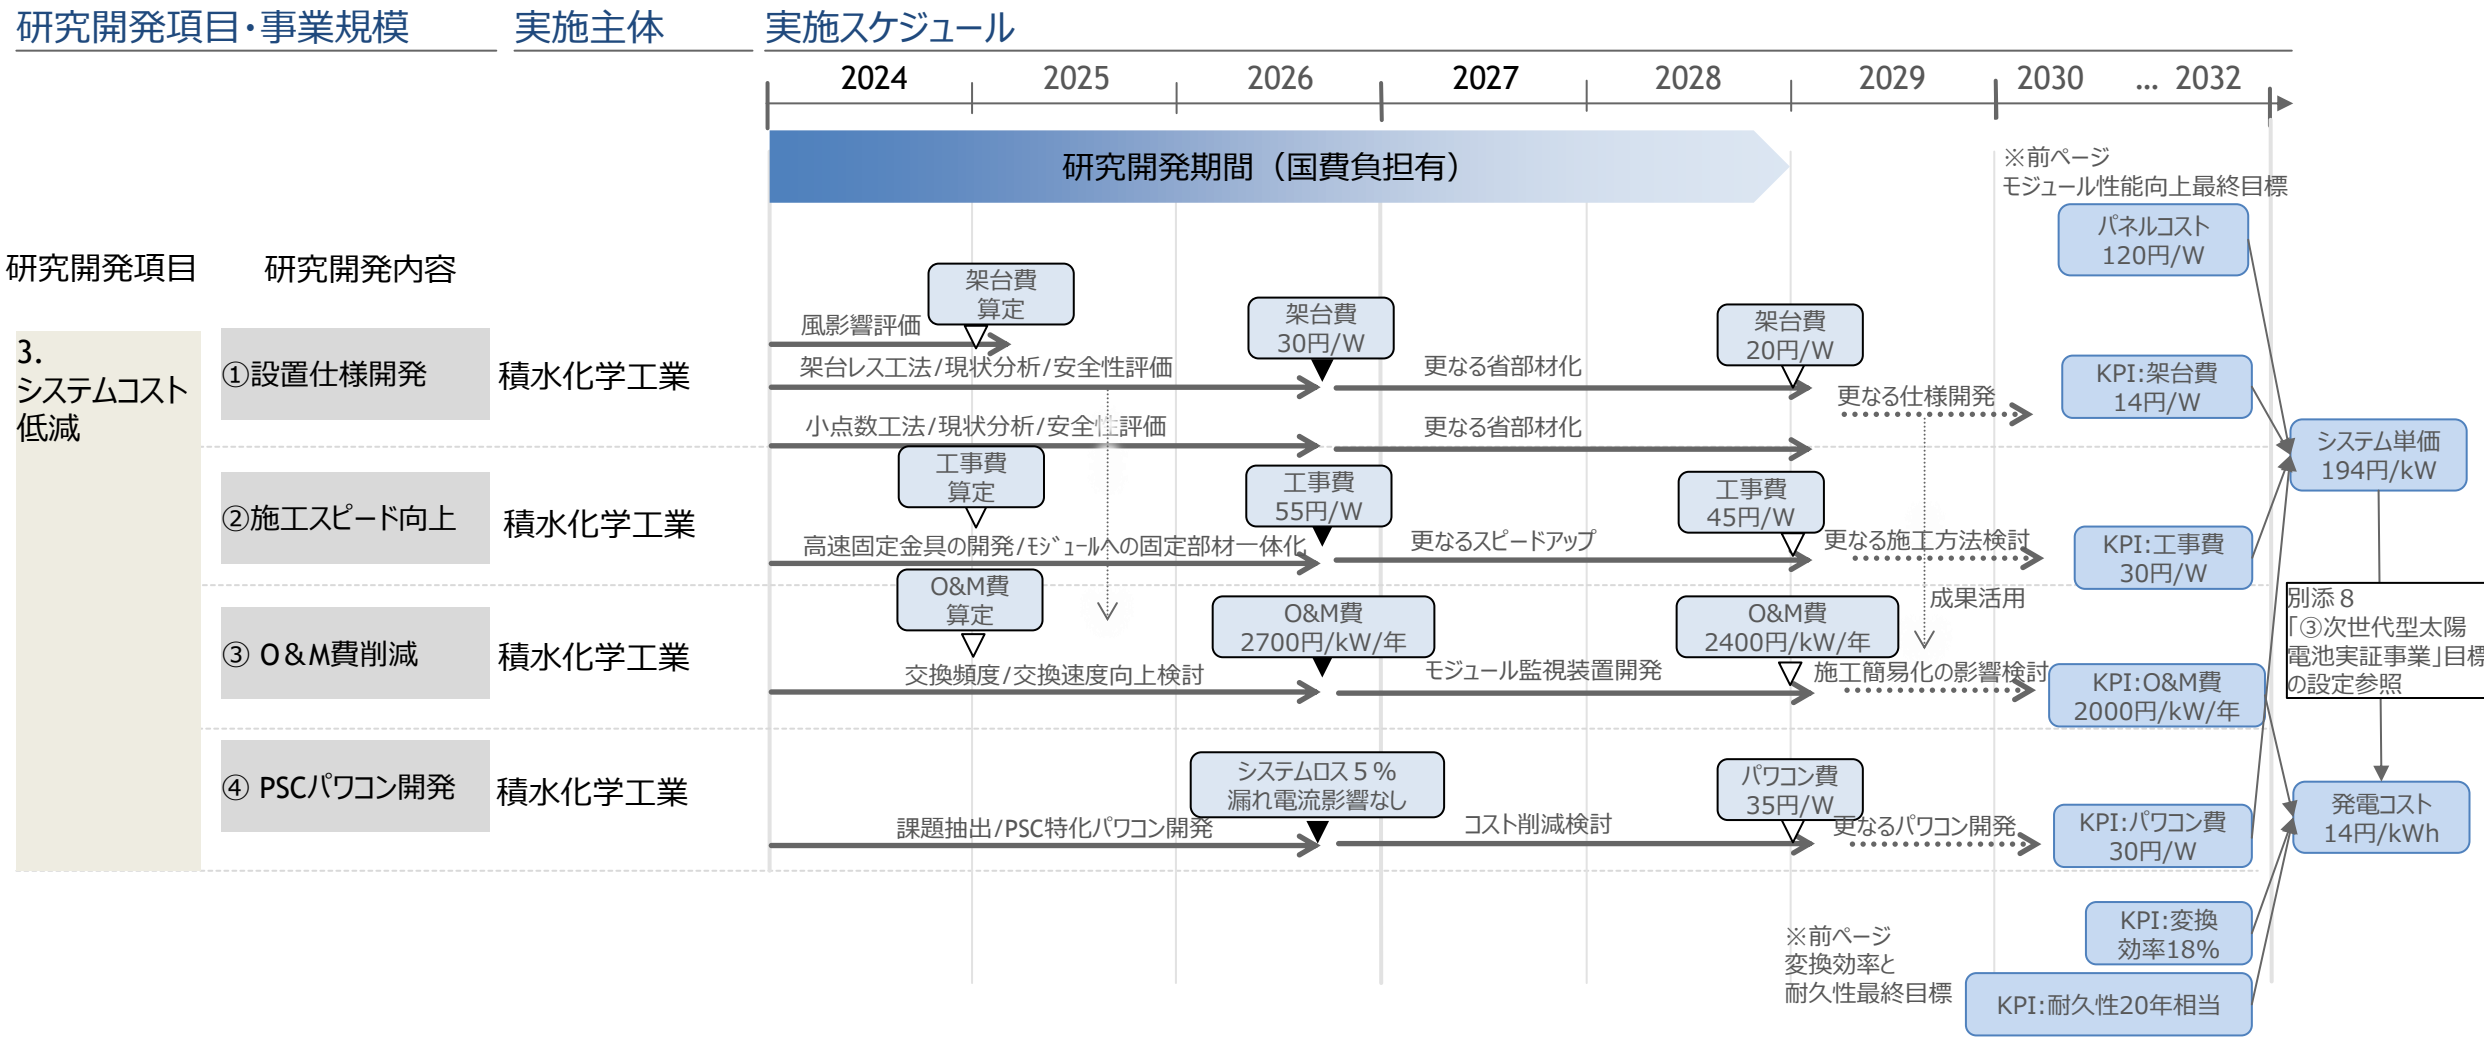 研究開発項目・事業規模
実施主体
実施スケジュール
2024
2025
2026
2027
2028
2029
2030
… 2032
研究開発期間（国費負担有）
※前ページ
モジュール性能向上最終目標
パネルコスト
120円/W
研究開発項目
研究開発内容
3.
システムコスト
低減
①設置仕様開発
積水化学工業
風影響評価
架台費
算定
架台レス工法/現状分析/安全性評価
架台費
30円/W
更なる省部材化
架台費
20円/W
更なる仕様開発
KPI:架台費
14円/W
小点数工法/現状分析/安全性評価
更なる省部材化
システム単価
194円/kW
②施工スピード向上
積水化学工業
工事費
算定
高速固定金具の開発/ﾓｼﾞｭｰﾙへの固定部材一体化
工事費
55円/W
更なるスピードアップ
工事費
45円/W
更なる施工方法検討
KPI:工事費
30円/W
成果活用
別添８
「③次世代型太陽
電池実証事業」目標
の設定参照
③ O＆M費削減
積水化学工業
O&M費
算定
交換頻度/交換速度向上検討
O&M費
2700円/kW/年
モジュール監視装置開発
O&M費
2400円/kW/年
施工簡易化の影響検討
KPI:O&M費
2000円/kW/年
④ PSCパワコン開発
積水化学工業
課題抽出/PSC特化パワコン開発
システムロス５％
漏れ電流影響なし
コスト削減検討
パワコン費
35円/W
更なるパワコン開発
KPI:パワコン費
30円/W
発電コスト
14円/kWh
※前ページ
変換効率と
耐久性最終目標
KPI:変換
効率18%
KPI:耐久性20年相当